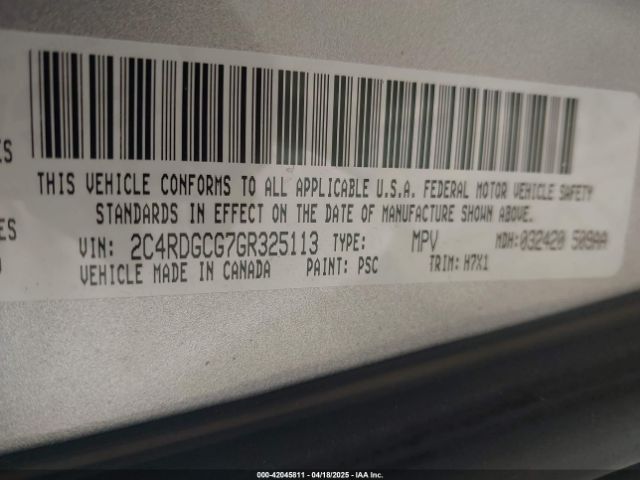 THIS VEHICLE CONFORMS TO ALL APPLICABLE U.S.A. FEDERAL MOTOR VEHICLE SAFETY
STANDARDS IN EFFECT ON THE DATE OF MANUFACTURE SHOWN ABOVE.
VIN: 2C4RDGCG7GR325113 TYPE: MPV MDH: 032420 509AA
VEHICLE MADE IN CANADA PAINT: PSC TRIM: H7X1
000-42045811 - 04/18/2025 - IAA Inc.